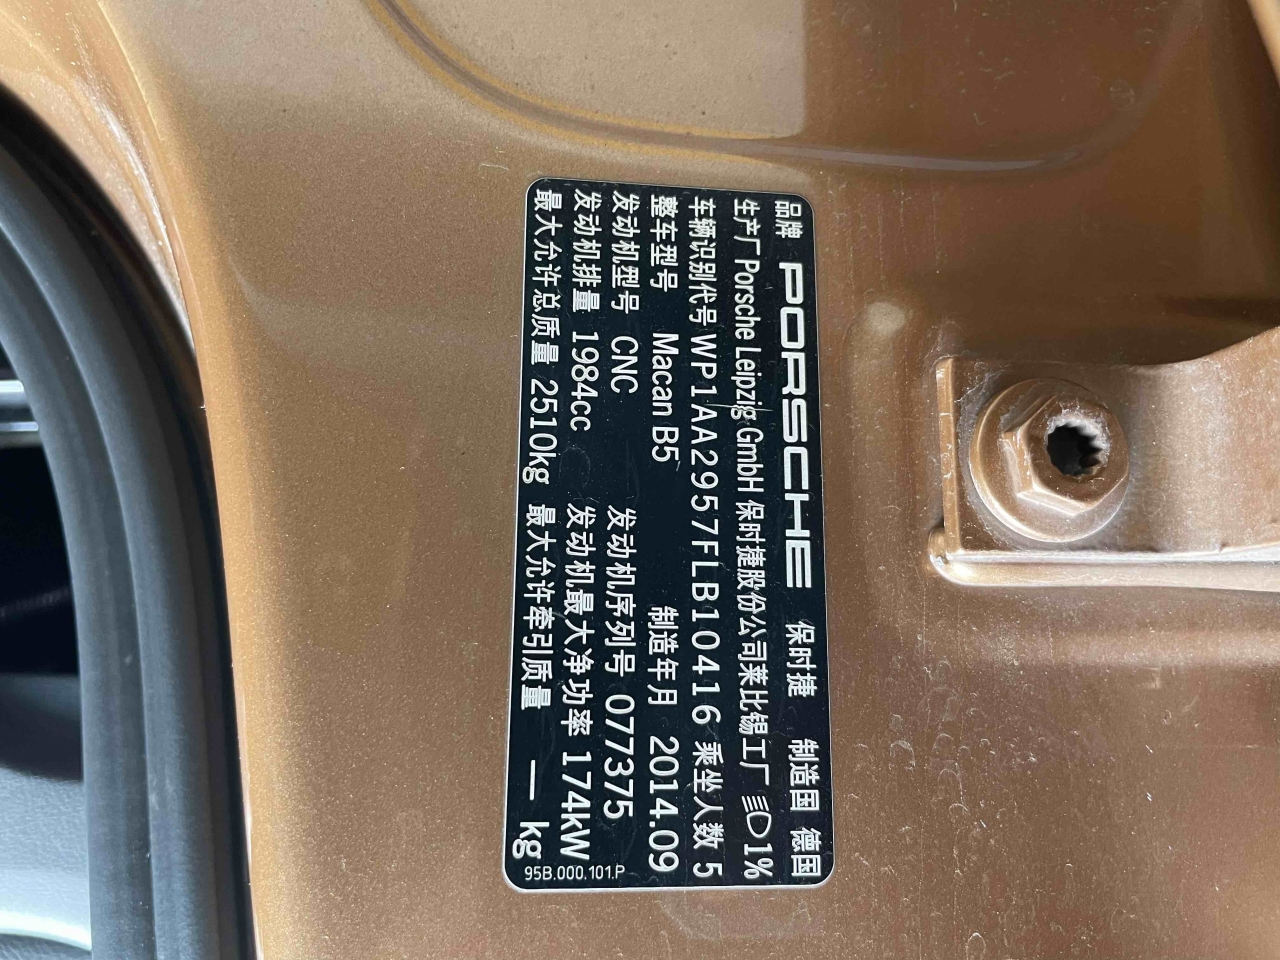 品牌 PORSCHE 保时捷 制造国 德国
生产厂 Porsche Leipzig GmbH 保时捷股份公司莱比锡工厂 1%
车辆识别代号 WP1AA2957FLB10416 乘坐人数 5
整车型号 Macan B5 制造年月 2014.09
发动机型号 CNC 发动机序列号 077375
发动机排量 1984cc 发动机最大净功率 174kW
最大允许总质量 2510kg 最大允许牵引质量 — kg
95B.000.101.P